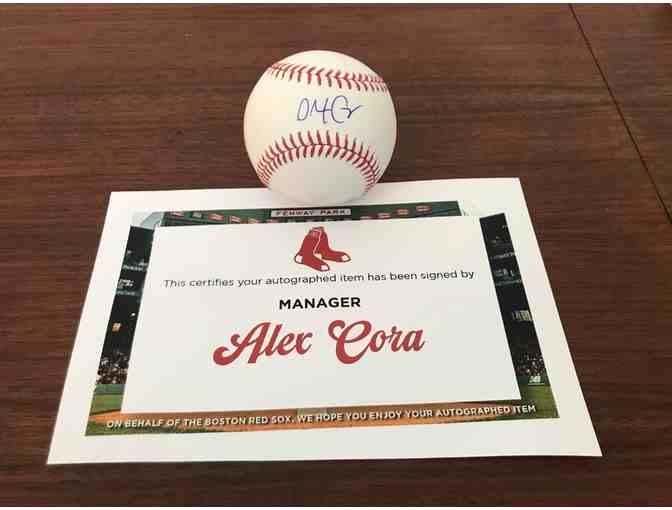 FENWAY PARK
This certifies your autographed item has been signed by
MANAGER
Alex Cora
ON BEHALF OF THE BOSTON RED SOX, WE HOPE YOU ENJOY YOUR AUTOGRAPHED ITEM